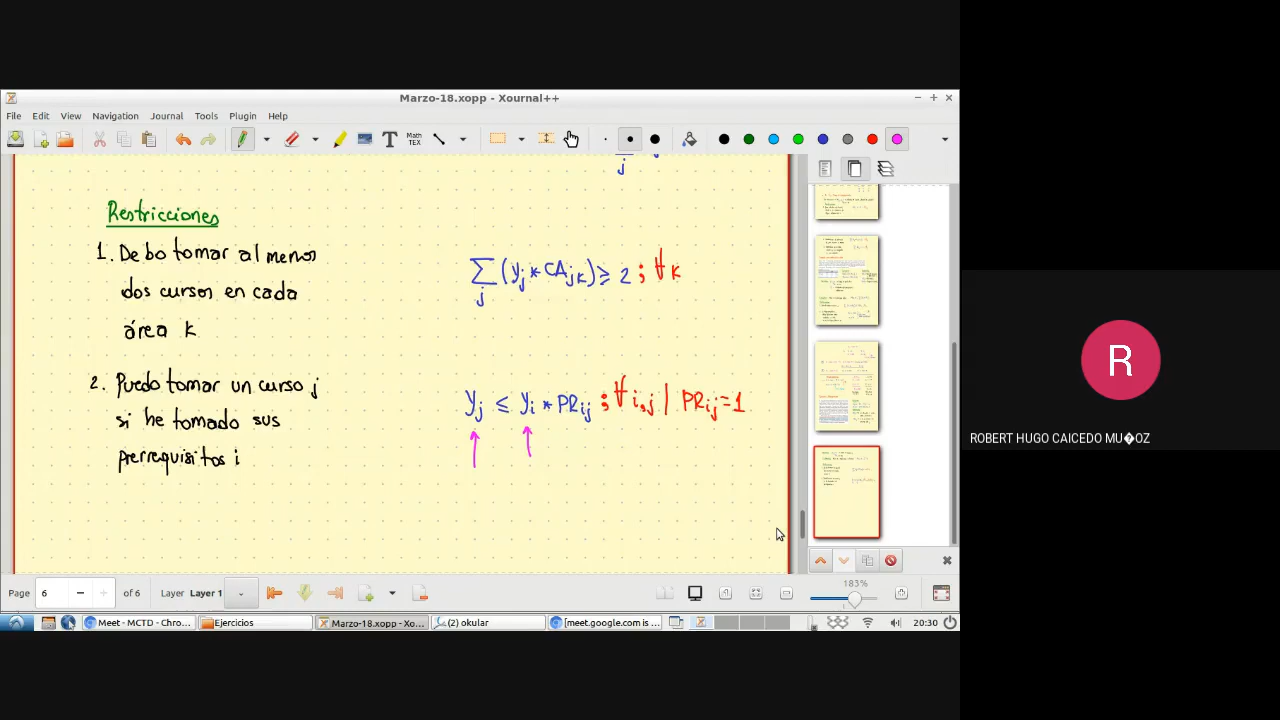 Marzo-18.xopp - Xournal++
File Edit View Navigation Journal Tools Plugin Help
Math TEX
j
Restricciones
1. Debo tomar al menos
dos cursos en cada
área k
∑ j (yj * CAjk) ≥ 2 ; ∀ k
2. Puedo tomar un curso j
si he tomado sus
perrequisitos i
yj ≤ yi * PRij ; ∀ i,j | PRij = 1
R
ROBERT HUGO CAICEDO MU�OZ
Page 6 of 6 Layer Layer 1
183%
Meet - MCTD - Chro...
Ejercicios
Marzo-18.xopp - Xo...
(2) okular
[meet.google.com is ...
20:30